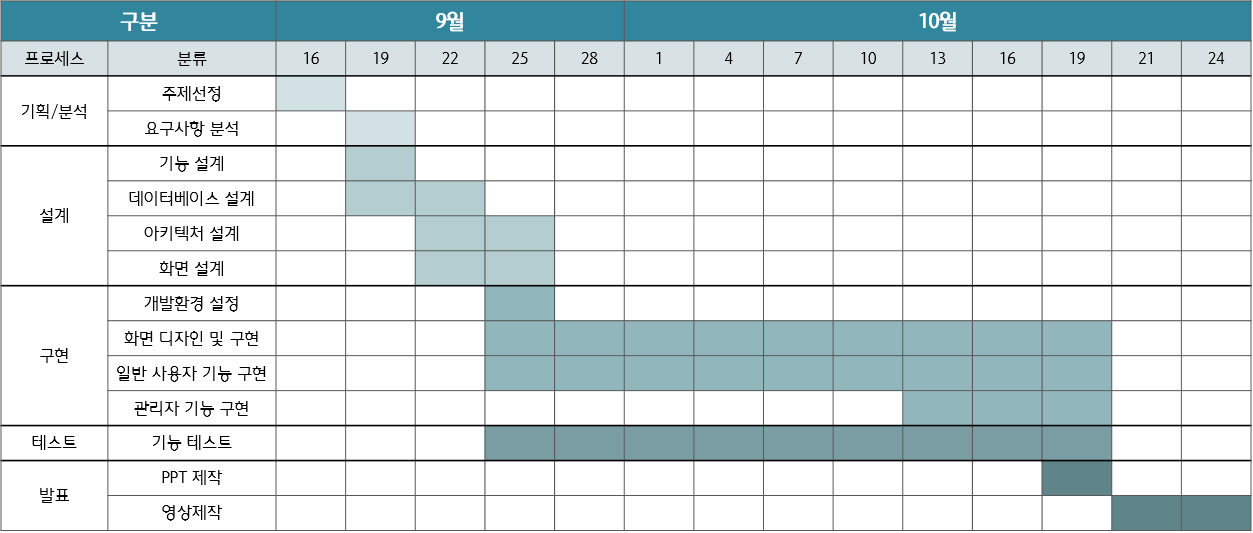 구분 9월 10월
프로세스 분류 16 19 22 25 28 1 4 7 10 13 16 19 21 24
기획/분석 주제선정
요구사항 분석
설계 기능 설계
데이터베이스 설계
아키텍처 설계
화면 설계
구현 개발환경 설정
화면 디자인 및 구현
일반 사용자 기능 구현
관리자 기능 구현
테스트 기능 테스트
발표 PPT 제작
영상제작